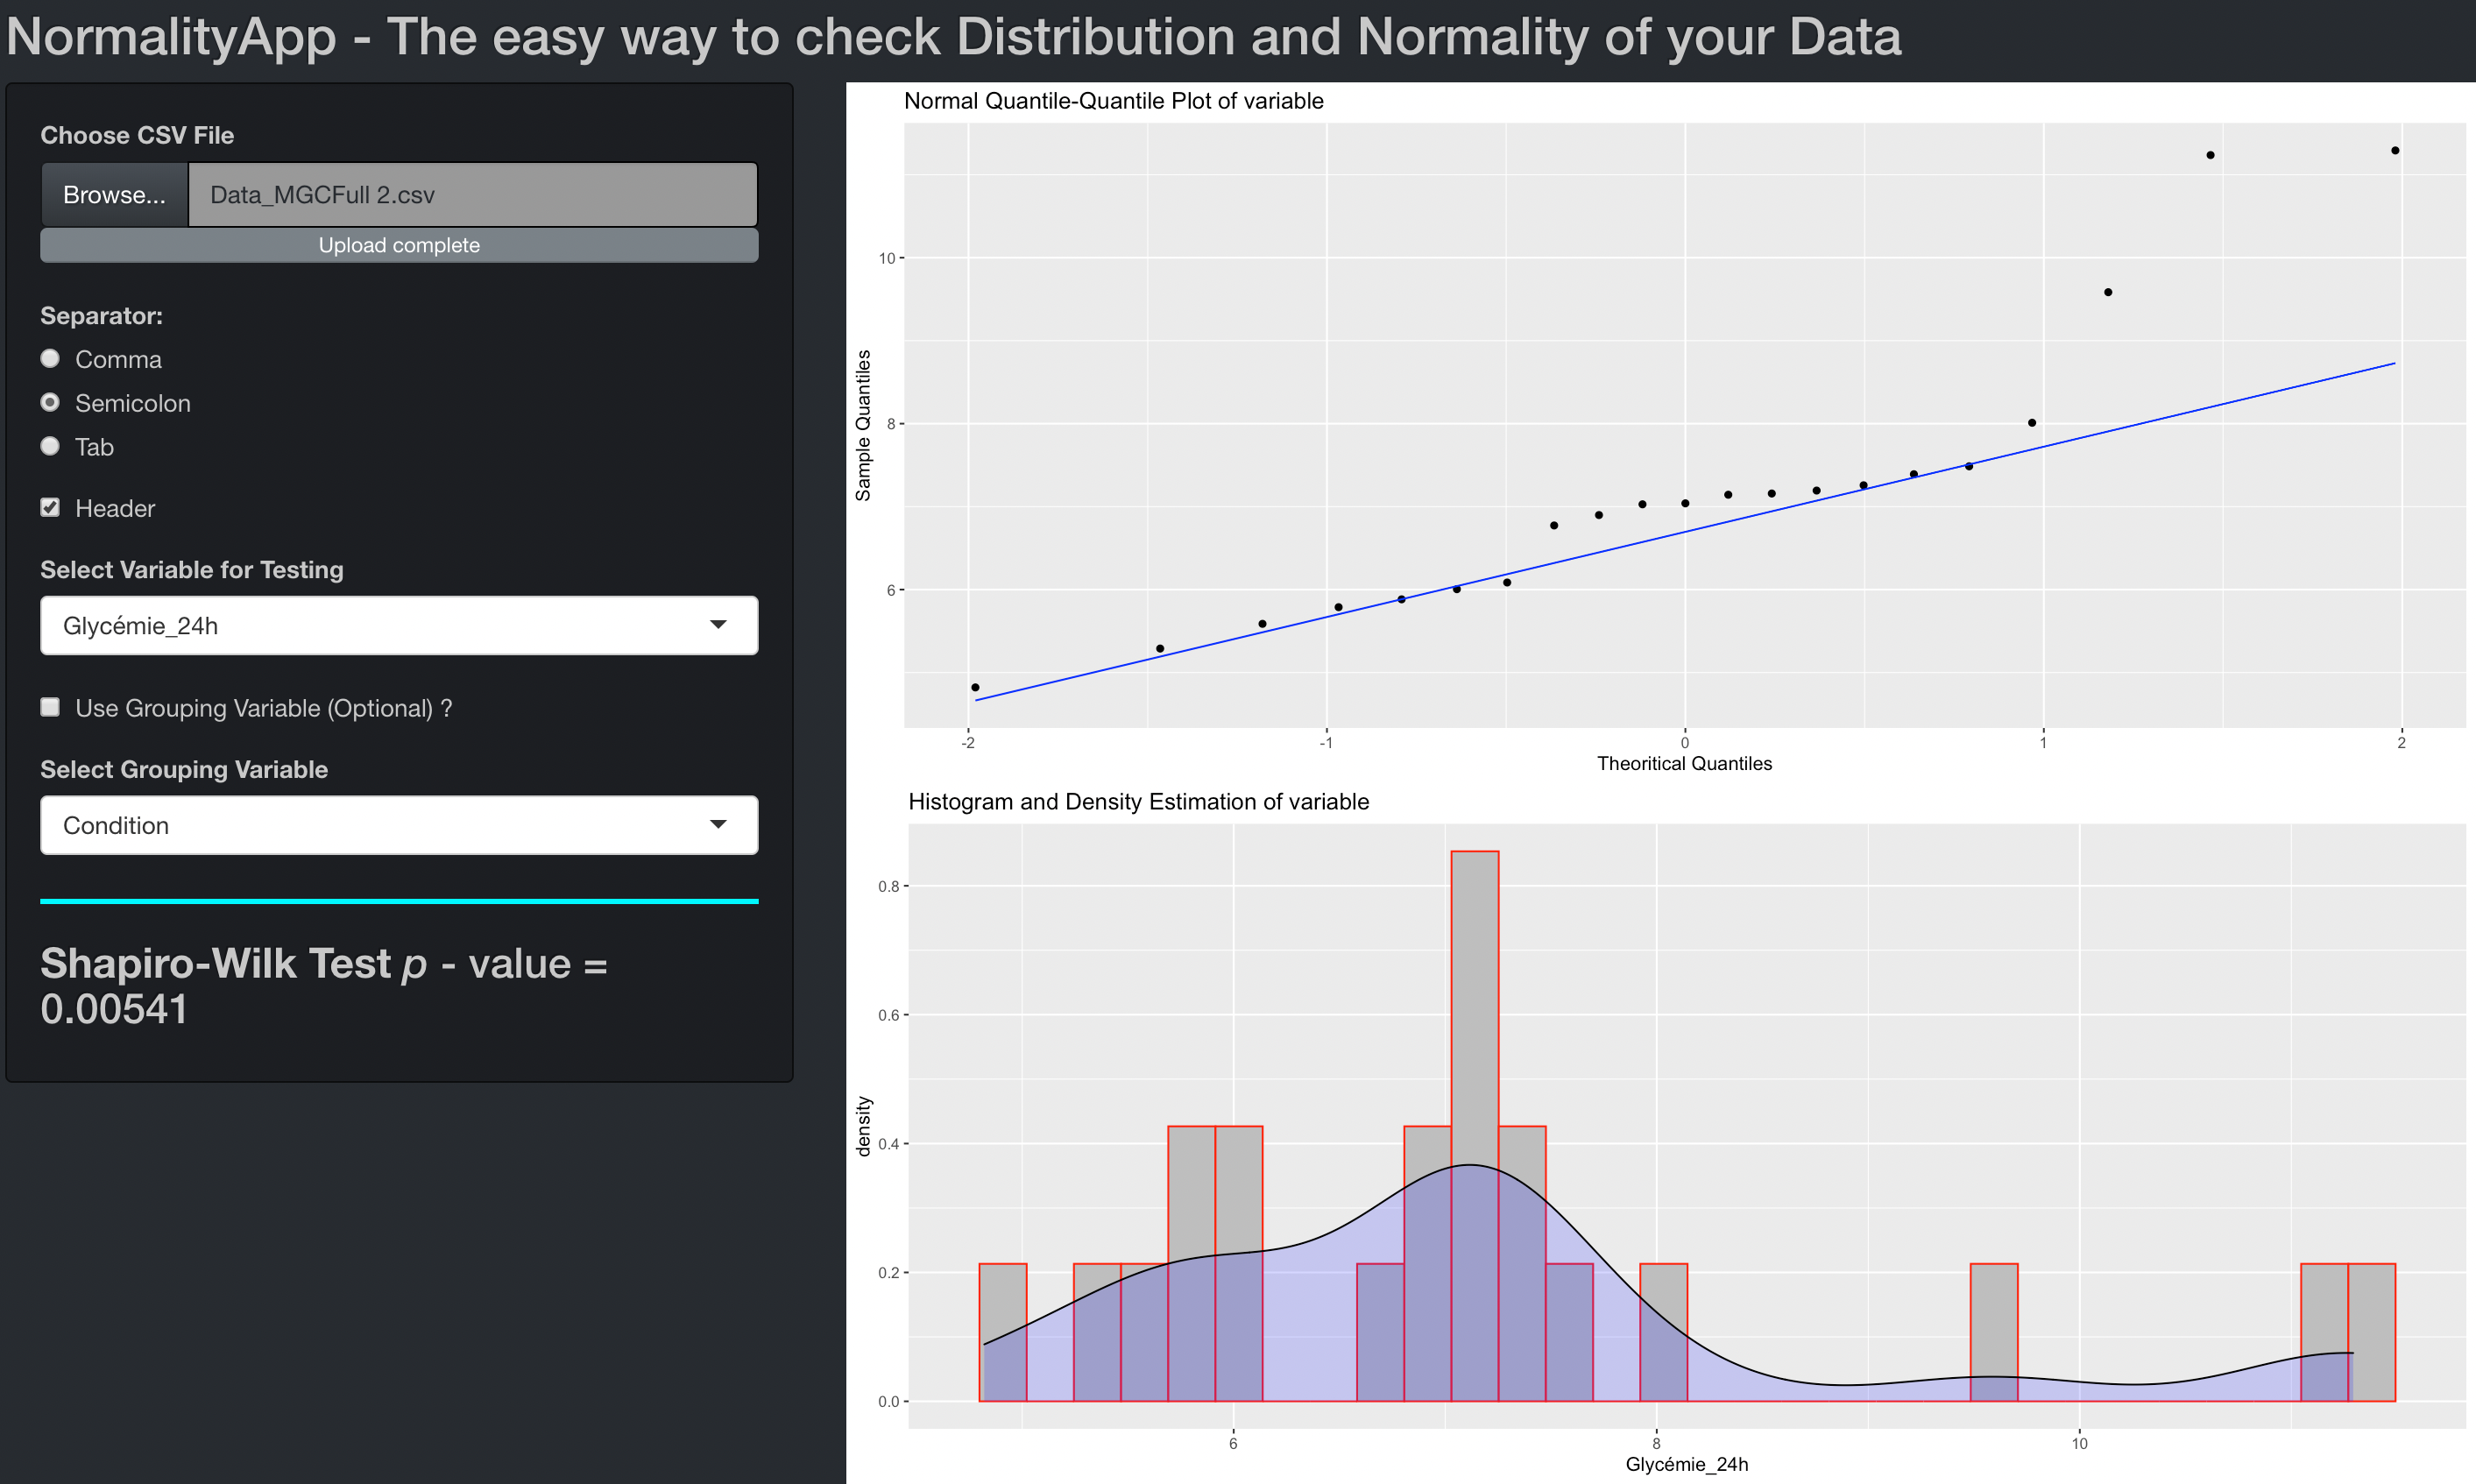 NormalityApp - The easy way to check Distribution and Normality of your Data
Choose CSV File
Browse...
Data_MGCFull 2.csv
Upload complete
Separator:
Comma
Semicolon
Tab
Header
Select Variable for Testing
Glycémie_24h
Use Grouping Variable (Optional) ?
Select Grouping Variable
Condition
Shapiro-Wilk Test p - value =
0.00541
Normal Quantile-Quantile Plot of variable
Sample Quantiles
10
8
6
-2
-1
0
1
2
Theoritical Quantiles
Histogram and Density Estimation of variable
density
0.8
0.6
0.4
0.2
0.0
6
8
10
Glycémie_24h